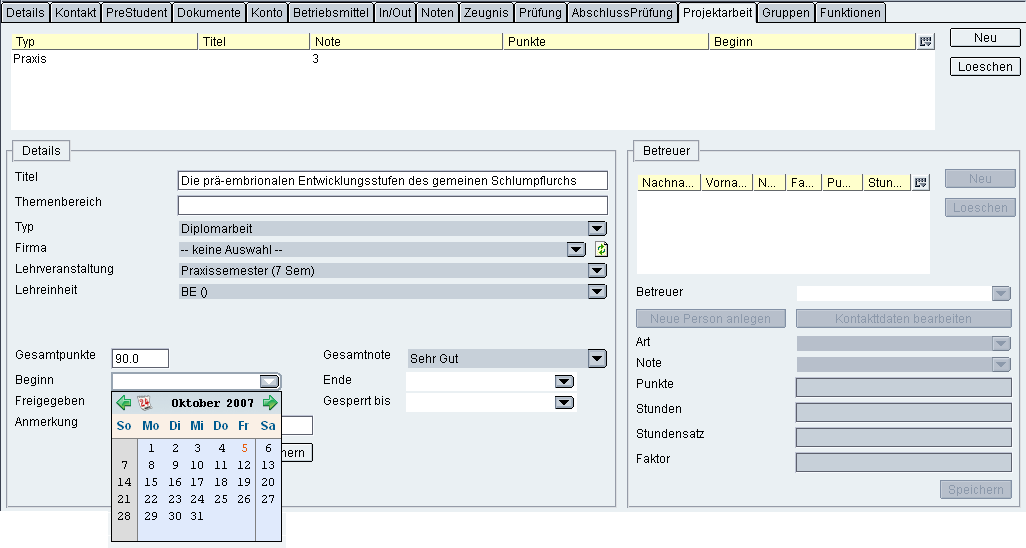 Details Kontakt PreStudent Dokumente Konto Betriebsmittel In/Out Noten Zeugnis Prüfung AbschlussPrüfung Projektarbeit Gruppen Funktionen
Typ Titel Note Punkte Beginn
Praxis 3
Neu
Loeschen
Details
Titel Die prä-embrionalen Entwicklungsstufen des gemeinen Schlumpflurchs
Themenbereich
Typ Diplomarbeit
Firma -- keine Auswahl --
Lehrveranstaltung Praxissemester (7 Sem)
Lehreinheit BE ()
Gesamtpunkte 90.0 Gesamtnote Sehr Gut
Beginn Ende
Freigegeben Gesperrt bis
Anmerkung
hern
Oktober 2007
So Mo Di Mi Do Fr Sa
1 2 3 4 5 6
7 8 9 10 11 12 13
14 15 16 17 18 19 20
21 22 23 24 25 26 27
28 29 30 31
Betreuer
Nachna... Vorna... N... Fa... Pu... Stun...
Neu
Loeschen
Betreuer
Neue Person anlegen Kontakttdaten bearbeiten
Art
Note
Punkte
Stunden
Stundensatz
Faktor
Speichern